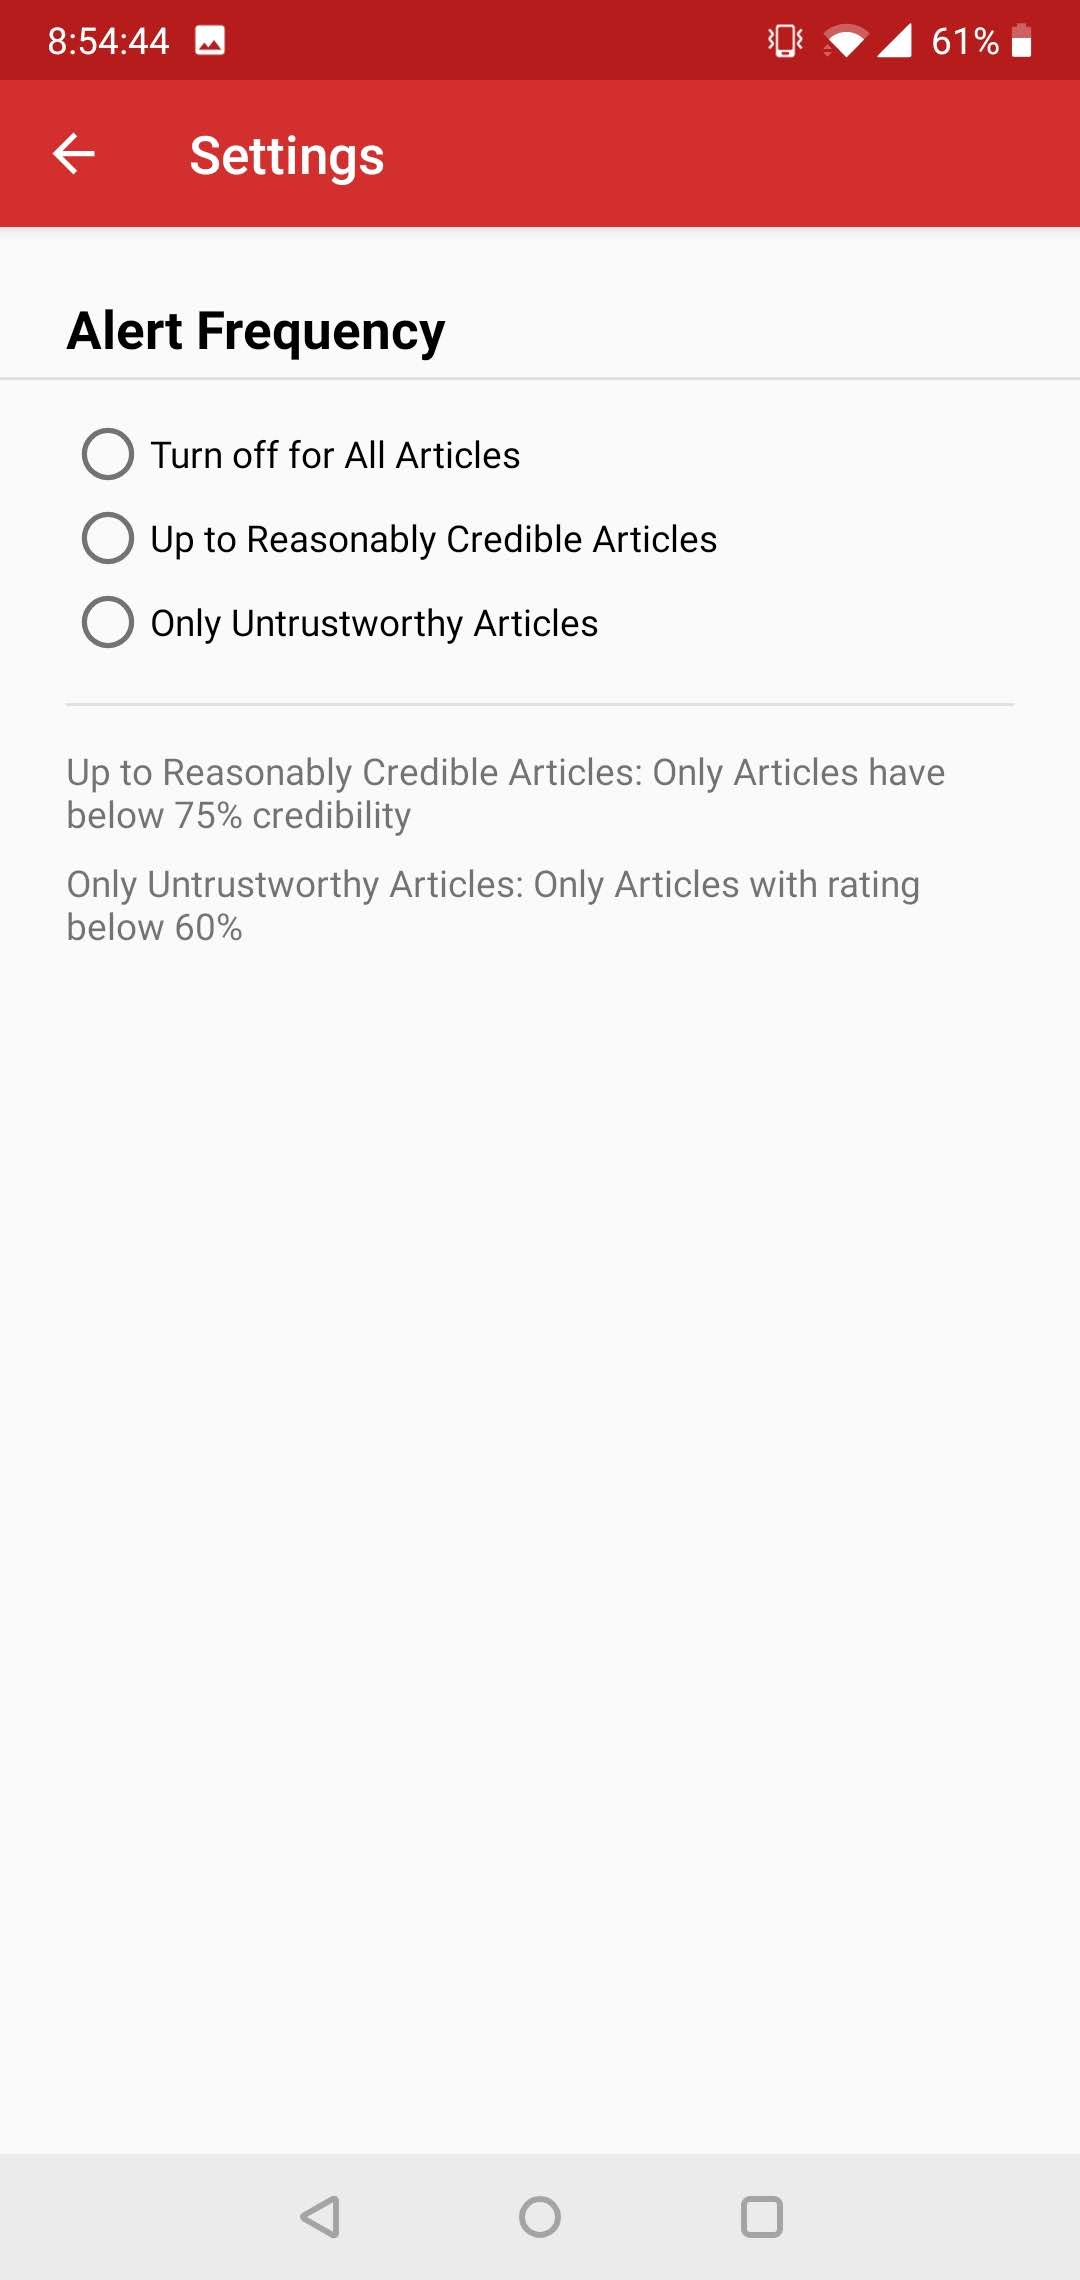 8:54:44
61%
Settings
Alert Frequency
Turn off for All Articles
Up to Reasonably Credible Articles
Only Untrustworthy Articles
Up to Reasonably Credible Articles: Only Articles have
below 75% credibility
Only Untrustworthy Articles: Only Articles with rating
below 60%